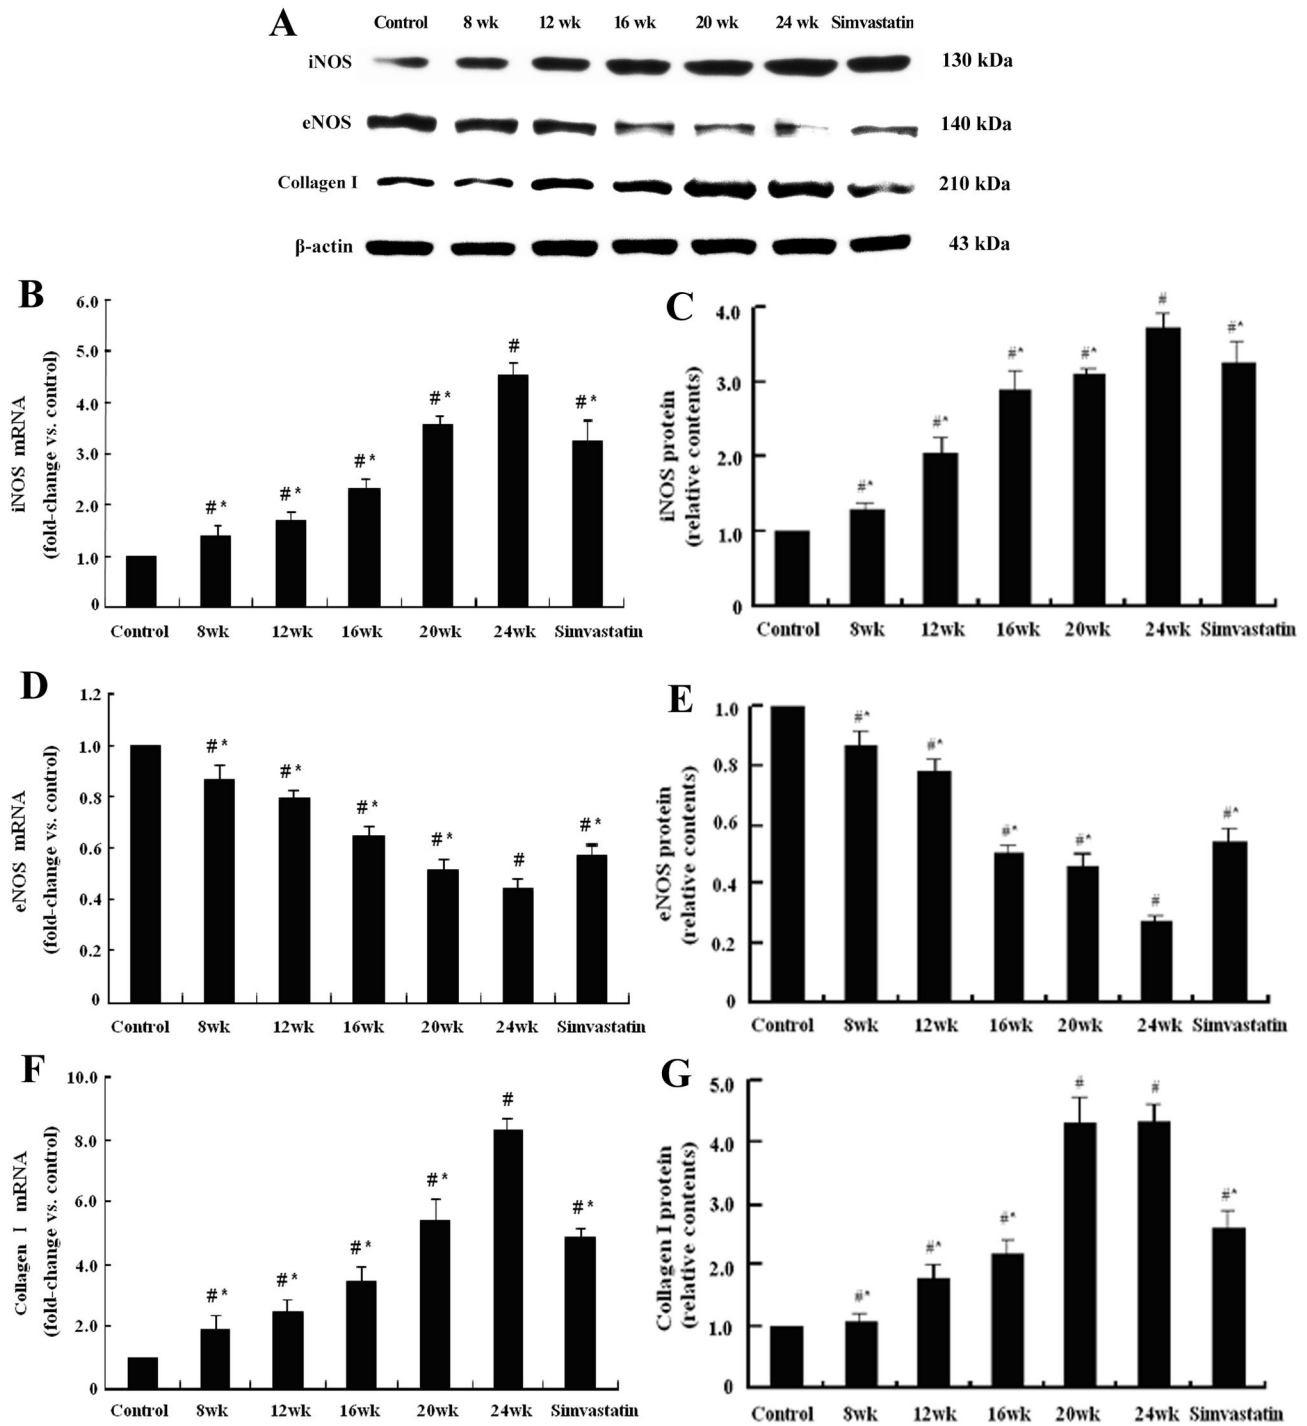 A
Control 8 wk 12 wk 16 wk 20 wk 24 wk Simvastatin
iNOS 130 kDa
eNOS 140 kDa
Collagen I 210 kDa
β-actin 43 kDa
B
iNOS mRNA
(fold-change vs. control)
6.0
5.0
4.0
3.0
2.0
1.0
0
#*
#*
#*
#*
#
#*
Control 8wk 12wk 16wk 20wk 24wk Simvastatin
C
iNOS protein
(relative contents)
4.0
3.0
2.0
1.0
0
#*
#*
#*
#*
#
#*
Control 8wk 12wk 16wk 20wk 24wk Simvastatin
D
eNOS mRNA
(fold-change vs. control)
1.2
1.0
0.8
0.6
0.4
0.2
0
#*
#*
#*
#*
#
#*
Control 8wk 12wk 16wk 20wk 24wk Simvastatin
E
eNOS protein
(relative contents)
1.0
0.8
0.6
0.4
0.2
0
#*
#*
#*
#*
#
#*
Control 8wk 12wk 16wk 20wk 24wk Simvastatin
F
Collagen I mRNA
(fold-change vs. control)
10.0
8.0
6.0
4.0
2.0
0
#*
#*
#*
#*
#
#*
Control 8wk 12wk 16wk 20wk 24wk Simvastatin
G
Collagen I protein
(relative contents)
5.0
4.0
3.0
2.0
1.0
0
#*
#*
#*
#
#
#*
Control 8wk 12wk 16wk 20wk 24wk Simvastatin